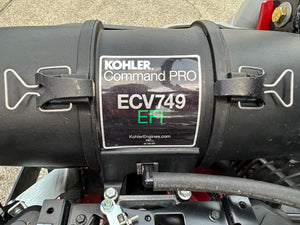 KOHLER.
Command PRO
ECV749
EFI
KohlerEngines.com